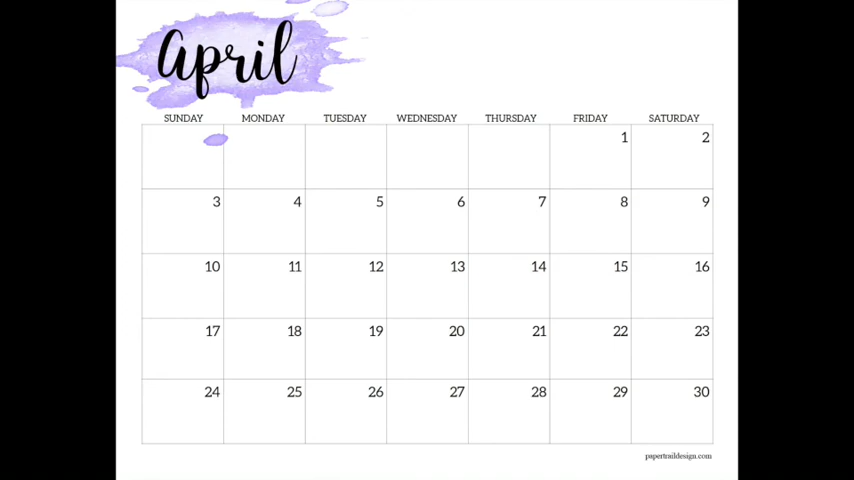 April
SUNDAY MONDAY TUESDAY WEDNESDAY THURSDAY FRIDAY SATURDAY
1 2
3 4 5 6 7 8 9
10 11 12 13 14 15 16
17 18 19 20 21 22 23
24 25 26 27 28 29 30
papertraildesign.com